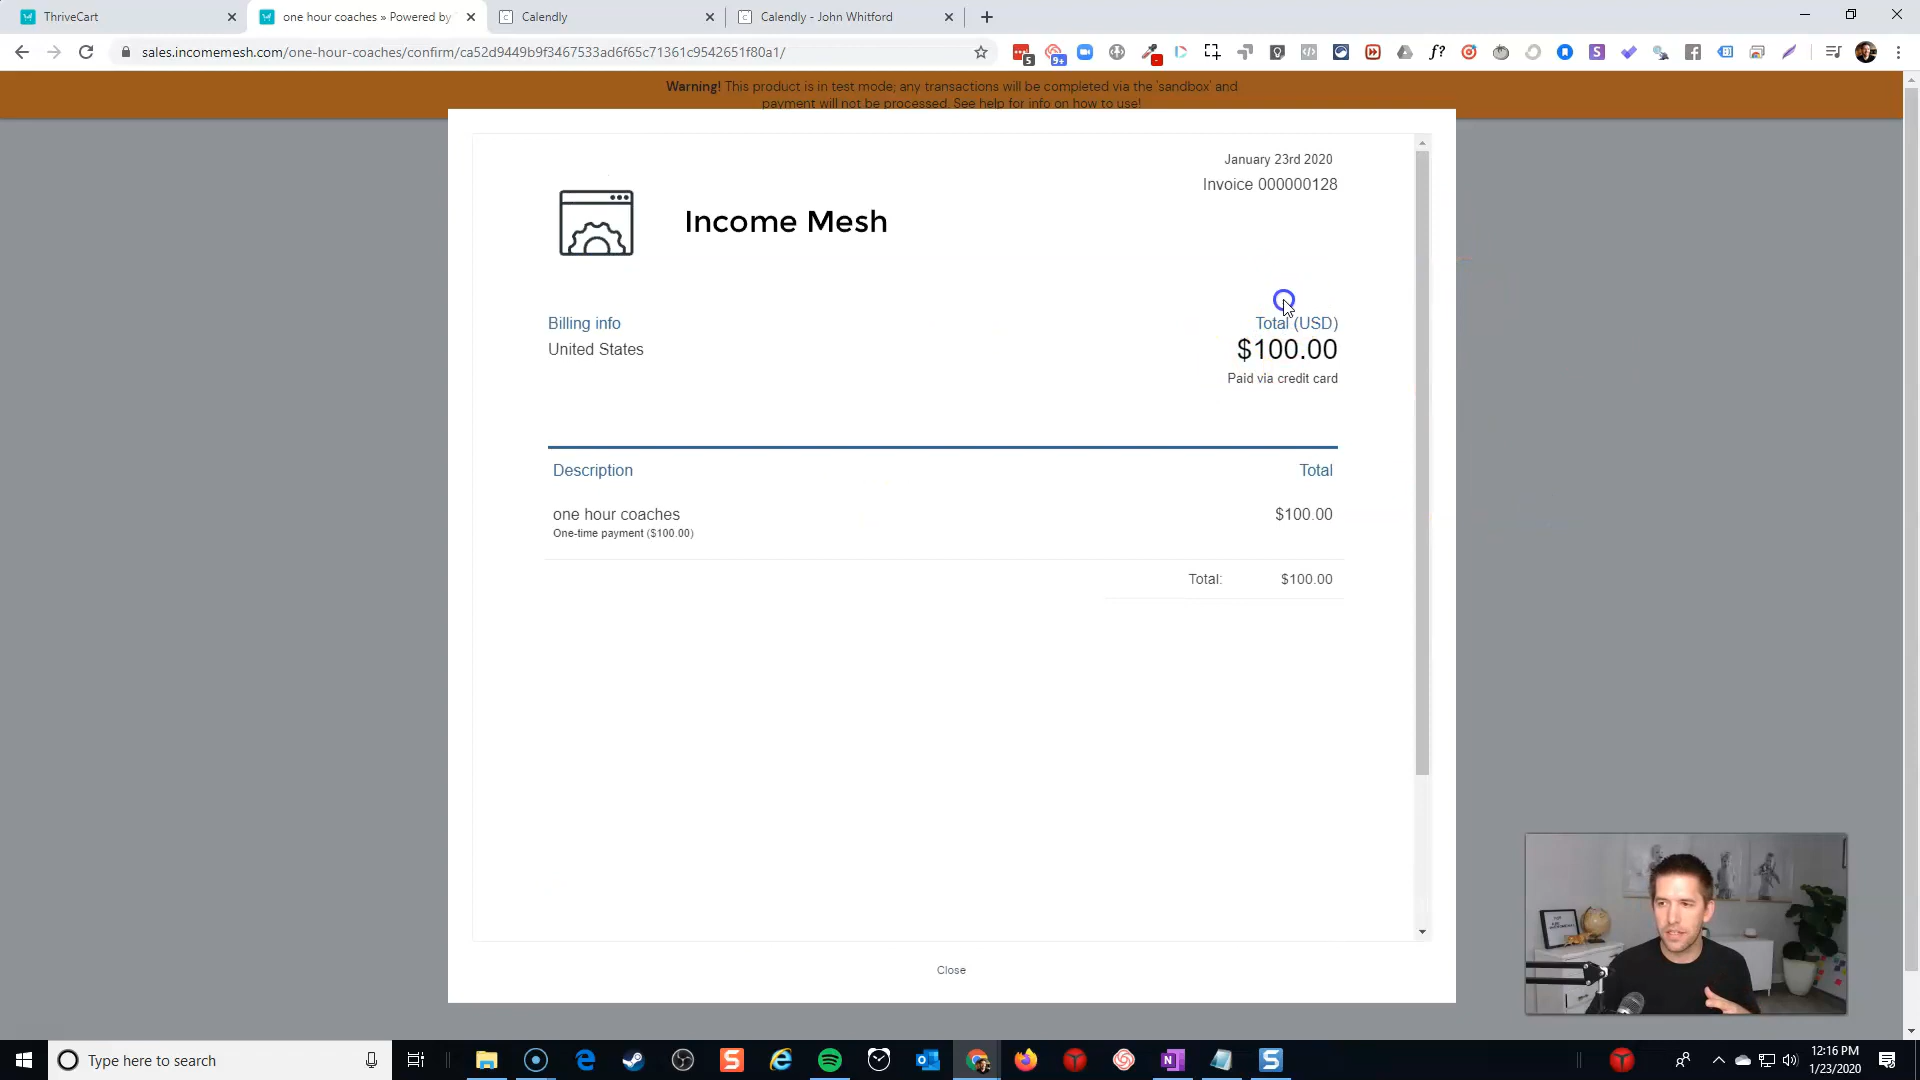 ThriveCart
one hour coaches » Powered by
Calendly
Calendly - John Whitford
sales.incomemesh.com/one-hour-coaches/confirm/ca52d9449b9f3467533ad6f65c71361c9542651f80a1/
5
9+
f?
S
Warning! This product is in test mode; any transactions will be completed via the 'sandbox' and
payment will not be processed. See help for info on how to use!
January 23rd 2020
Invoice 000000128
Income Mesh
Billing info
United States
Total (USD)
$100.00
Paid via credit card
Description
Total
one hour coaches
$100.00
One-time payment ($100.00)
Total:
$100.00
Close
Type here to search
12:16 PM
1/23/2020